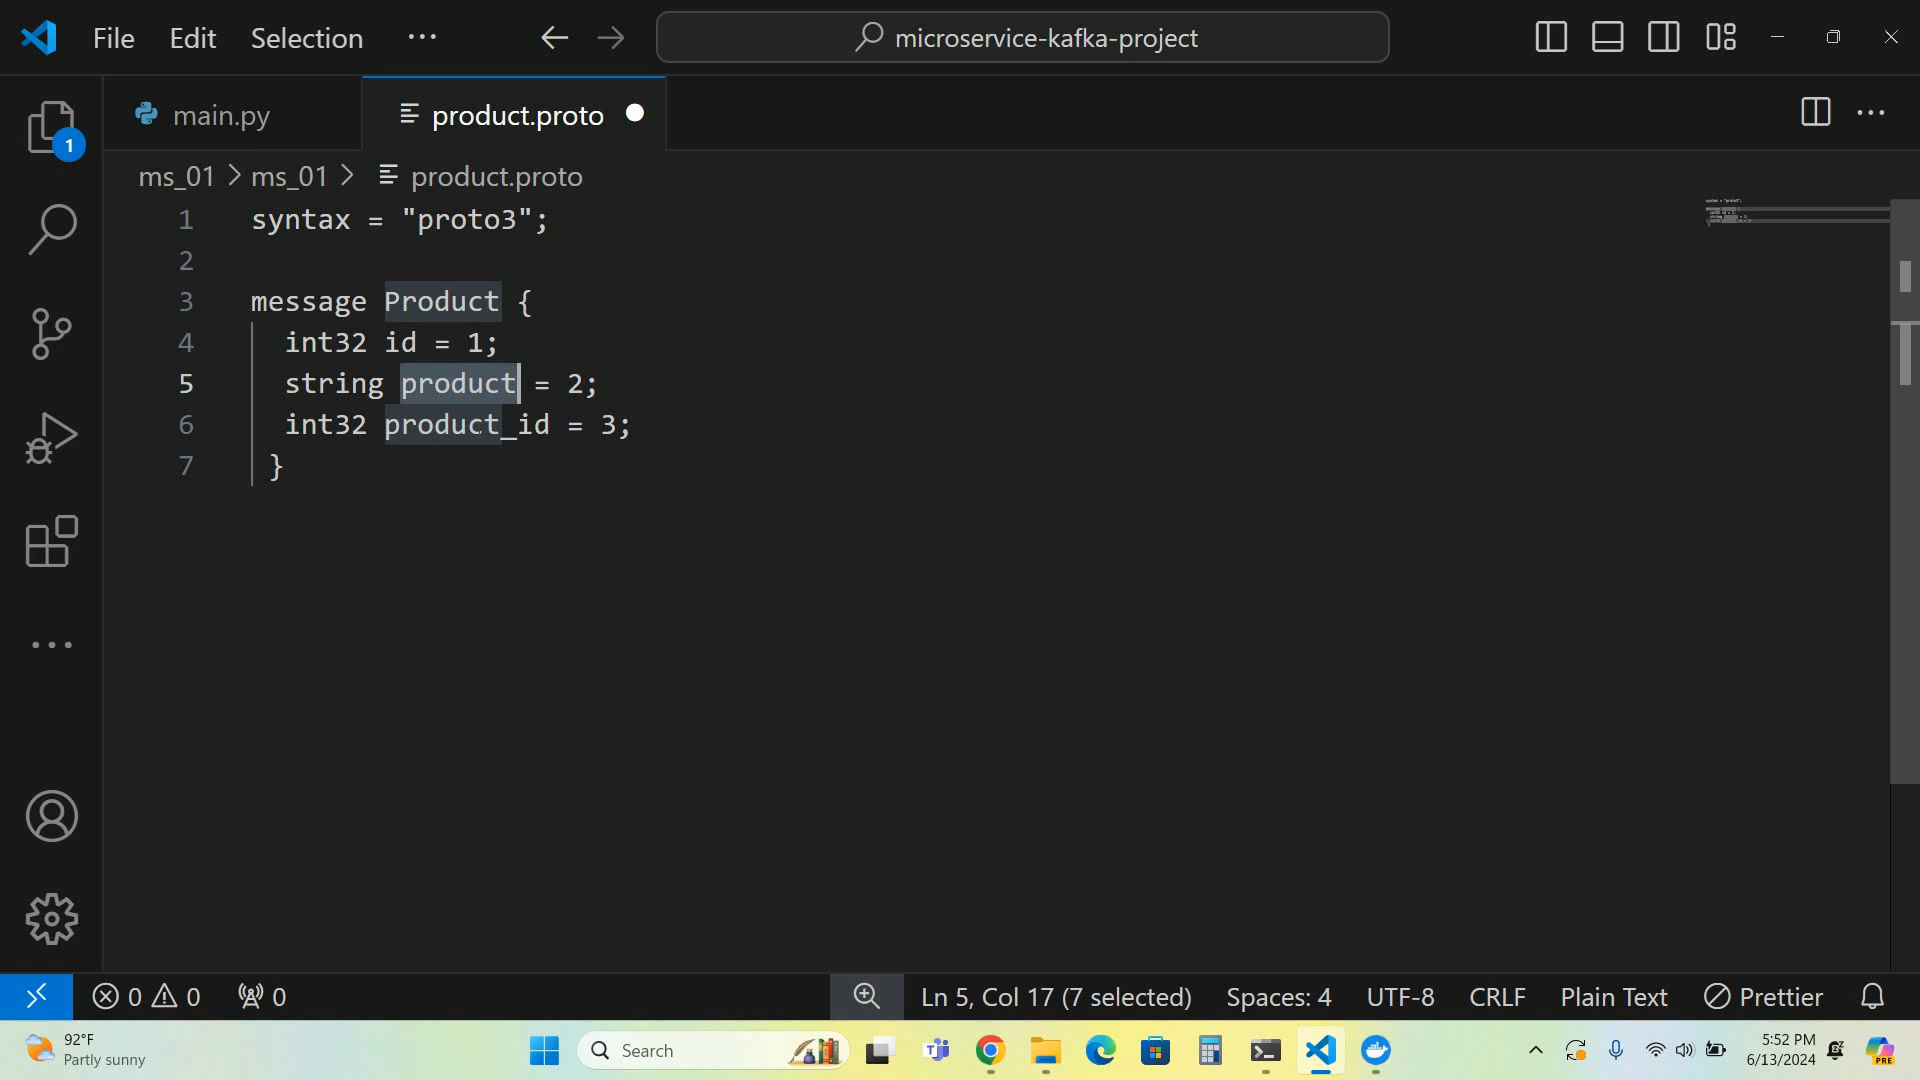 File Edit Selection ··· microservice-kafka-project
main.py product.proto
ms_01 > ms_01 > product.proto
1 syntax = "proto3";
2
3 message Product {
4 int32 id = 1;
5 string product = 2;
6 int32 product_id = 3;
7 }
1
0 0 0 Ln 5, Col 17 (7 selected) Spaces: 4 UTF-8 CRLF Plain Text Prettier
92°F
Partly sunny
Search
5:52 PM
6/13/2024
PRE